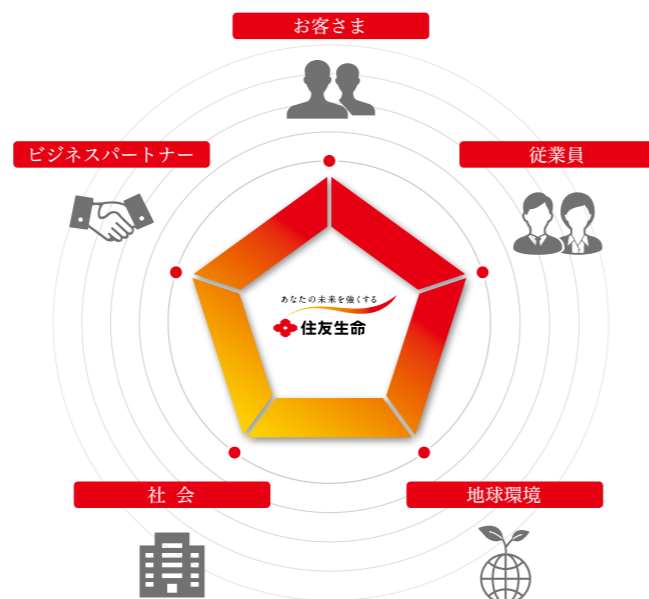 お客さま
ビジネスパートナー
従業員
あなたの未来を強くする
住友生命
社 会
地球環境